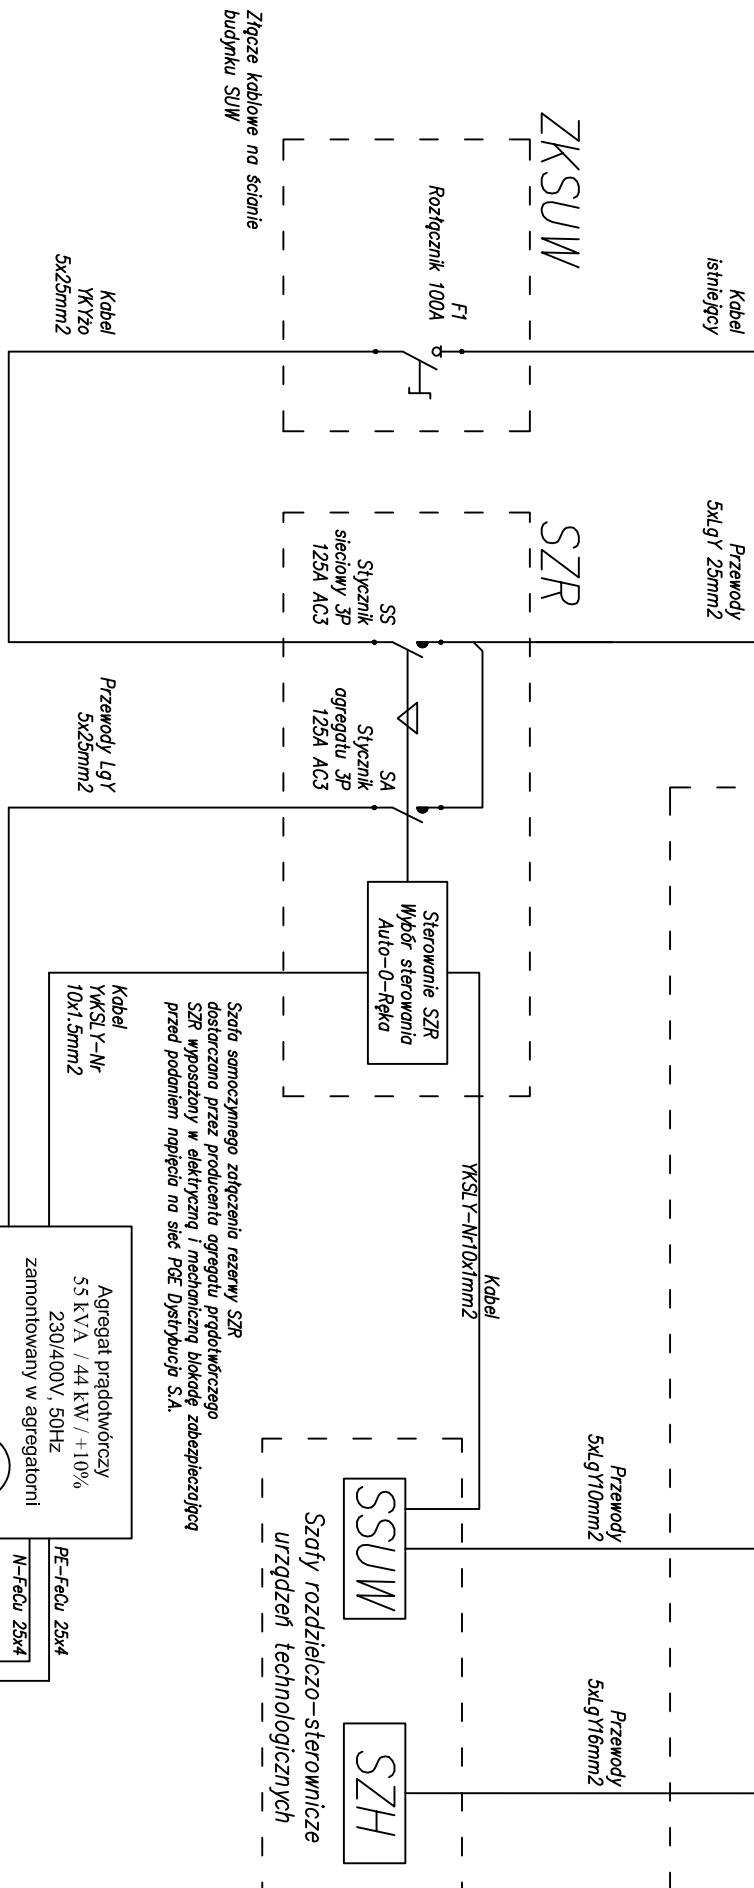 ZKSUW
Złącze kablowe na ścianie
budynku SUW
F1
Rozłącznik 100A
Kabel
istniejący
Kabel
YKYżo
5x25mm2
SZR
Przewody
5xLgY 25mm2
SS
Stycznik
sieciowy 3P
125A AC3
SA
Stycznik
agregatu 3P
125A AC3
Przewody LgY
5x25mm2
Sterowanie SZR
Wybór sterowania
Auto-0-Ręka
Kabel
YvKSLY-Nr
10x1.5mm2
Szafa samoczynnego załączenia rezerwy SZR
dostarczana przez producenta agregatu prądotwórczego
SZR wyposażony w elektryczną i mechaniczną blokadę zabezpieczającą
przed podaniem napięcia na sieć PGE Dystrybucja S.A.
Kabel
YKSLY-Nr10x1mm2
Agregat prądotwórczy
55 kVA / 44 kW / +10%
230/400V, 50Hz
zamontowany w agregatorni
PE-FeCu 25x4
N-FeCu 25x4
Przewody
5xLgY10mm2
SSUW
Szafy rozdzielczo-sterownicze
urządzeń technologicznych
Przewody
5xLgY16mm2
SZH